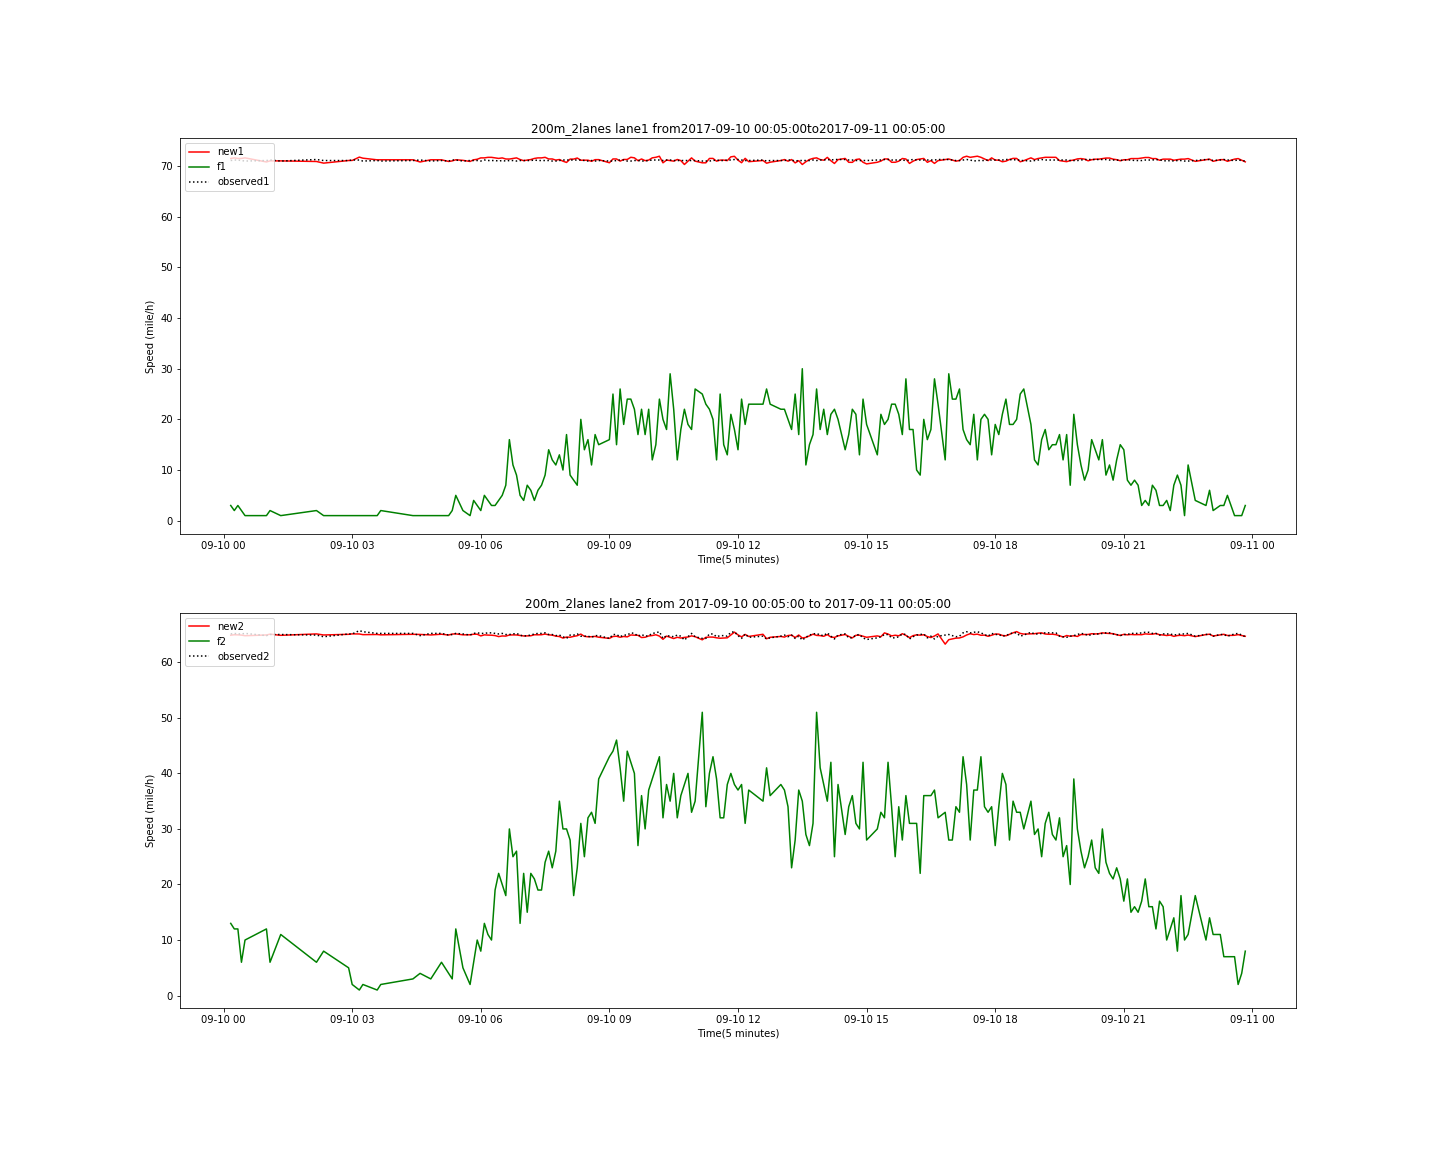 200m_2lanes lane1 from2017-09-10 00:05:00to2017-09-11 00:05:00
new1
f1
observed1
70
60
50
40
30
20
10
0
Speed (mile/h)
09-10 00 09-10 03 09-10 06 09-10 09 09-10 12 09-10 15 09-10 18 09-10 21 09-11 00
Time(5 minutes)
200m_2lanes lane2 from 2017-09-10 00:05:00 to 2017-09-11 00:05:00
new2
f2
observed2
60
50
40
30
20
10
0
Speed (mile/h)
09-10 00 09-10 03 09-10 06 09-10 09 09-10 12 09-10 15 09-10 18 09-10 21 09-11 00
Time(5 minutes)